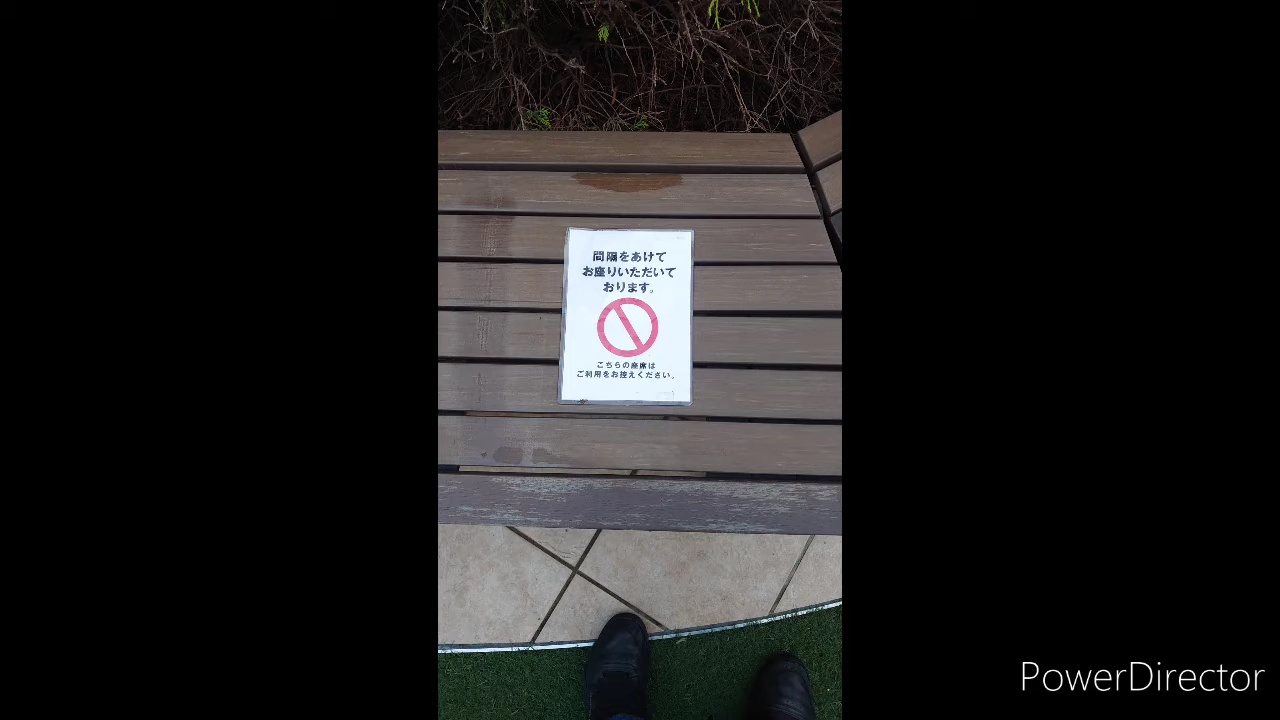 間隔をあけて
お座りいただいて
おります。
こちらの座席は
ご利用をお控えください。
PowerDirector